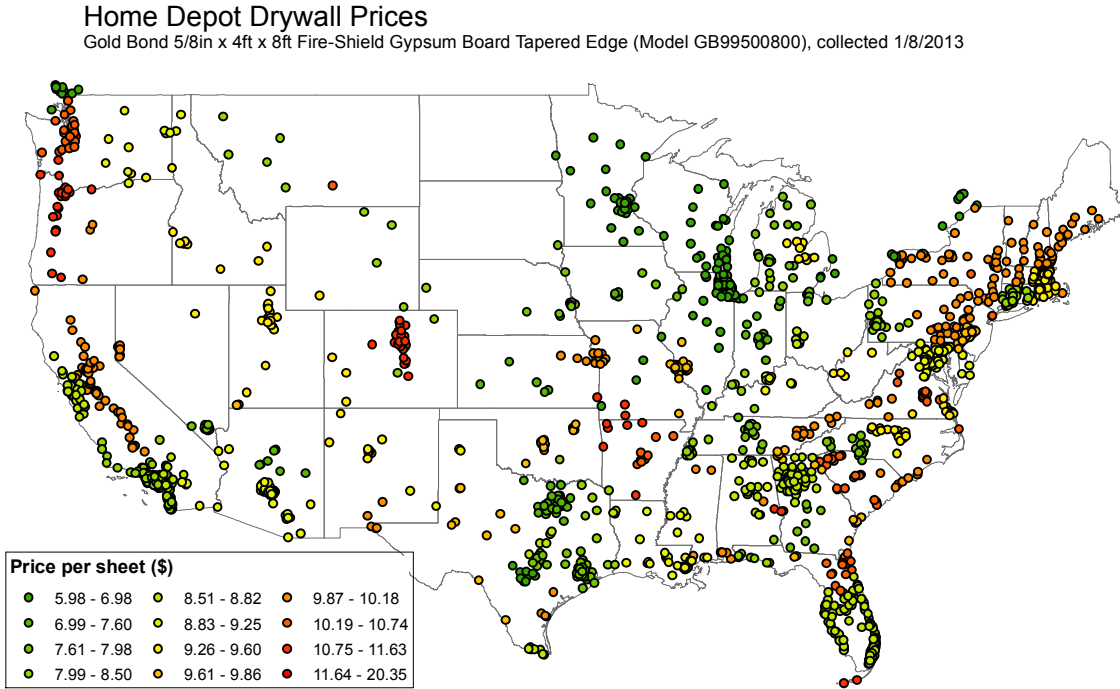 Home Depot Drywall Prices
Gold Bond 5/8in x 4ft x 8ft Fire-Shield Gypsum Board Tapered Edge (Model GB99500800), collected 1/8/2013
Price per sheet ($)
5.98 - 6.98 8.51 - 8.82 9.87 - 10.18
6.99 - 7.60 8.83 - 9.25 10.19 - 10.74
7.61 - 7.98 9.26 - 9.60 10.75 - 11.63
7.99 - 8.50 9.61 - 9.86 11.64 - 20.35